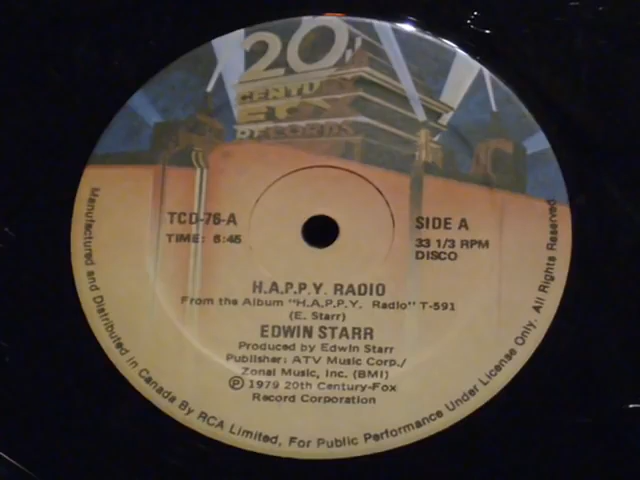 20th
CENTURY
FOX
RECORDS
TCD-76-A
TIME: 6:45
SIDE A
33 1/3 RPM
DISCO
H.A.P.P.Y. RADIO
From the Album "H.A.P.P.Y. Radio" T-591
(E. Starr)
EDWIN STARR
Produced by Edwin Starr
Publisher: ATV Music Corp./
Zonal Music, Inc. (BMI)
Ⓟ 1979 20th Century-Fox
Record Corporation
Manufactured and Distributed in Canada By RCA Limited, For Public Performance Under License Only. All Rights Reserved